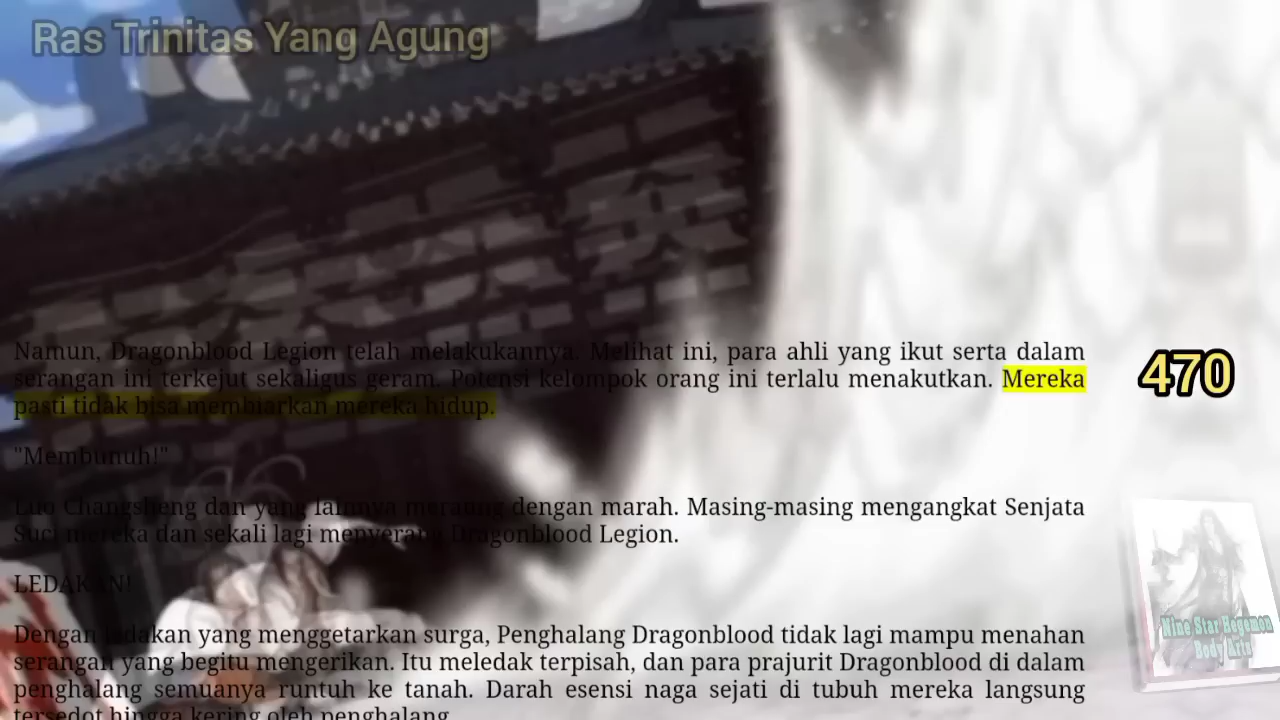 Ras Trinitas Yang Agung
Namun, Dragonblood Legion telah melakukannya. Melihat ini, para ahli yang ikut serta dalam
serangan ini terkejut sekaligus geram. Potensi kelompok orang ini terlalu menakutkan. Mereka
pasti tidak bisa membiarkan mereka hidup.
470
"Membunuh!"
Luo Changsheng dan yang lainnya meraung dengan marah. Masing-masing mengangkat Senjata
Suci mereka dan sekali lagi menyerang Dragonblood Legion.
LEDAKAN!
Dengan ledakan yang menggetarkan surga, Penghalang Dragonblood tidak lagi mampu menahan
serangan yang begitu mengerikan. Itu meledak terpisah, dan para prajurit Dragonblood di dalam
penghalang semuanya runtuh ke tanah. Darah esensi naga sejati di tubuh mereka langsung
tersedot hingga kering oleh penghalang.
Nine Star Hegemon
Body Arts